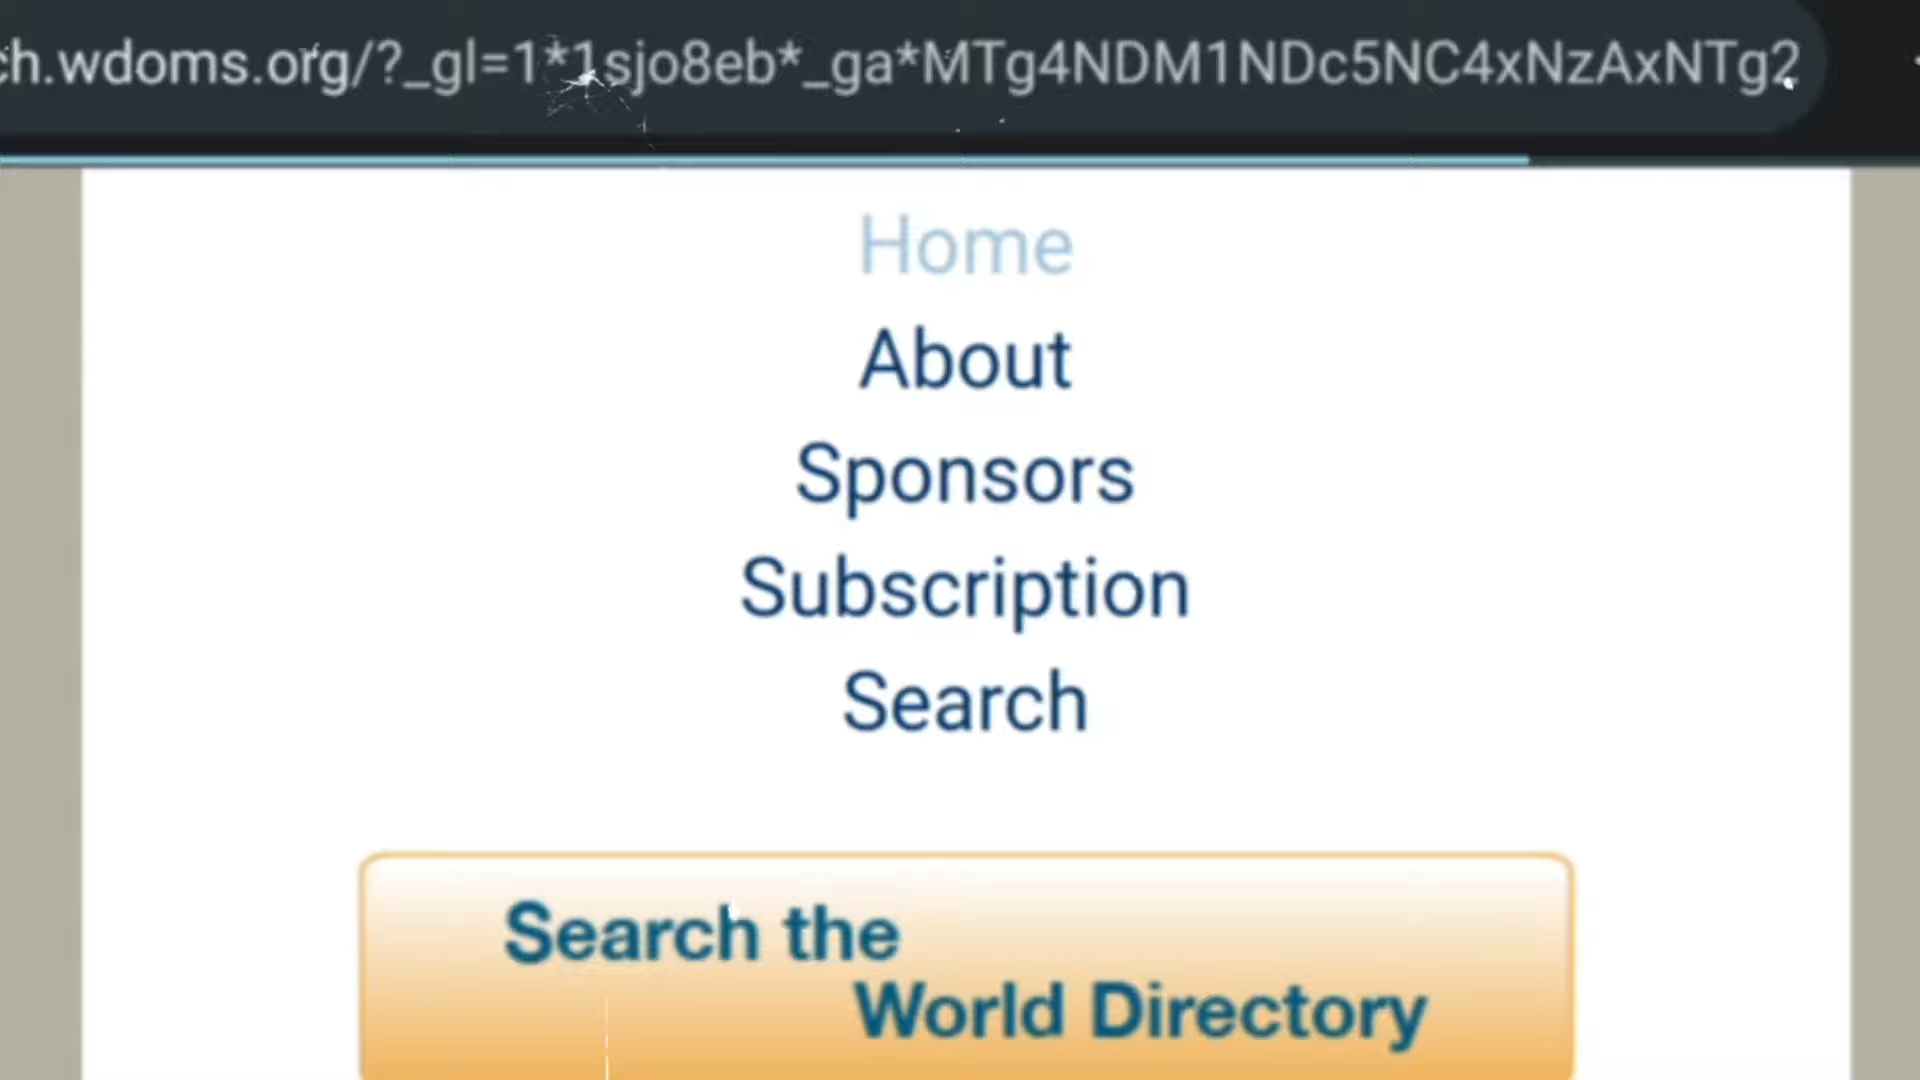 ch.wdoms.org/?_gl=1*1sjo8eb*_ga*MTg4NDM1NDc5NC4xNzAxNTg2
Home
About
Sponsors
Subscription
Search
Search the
World Directory